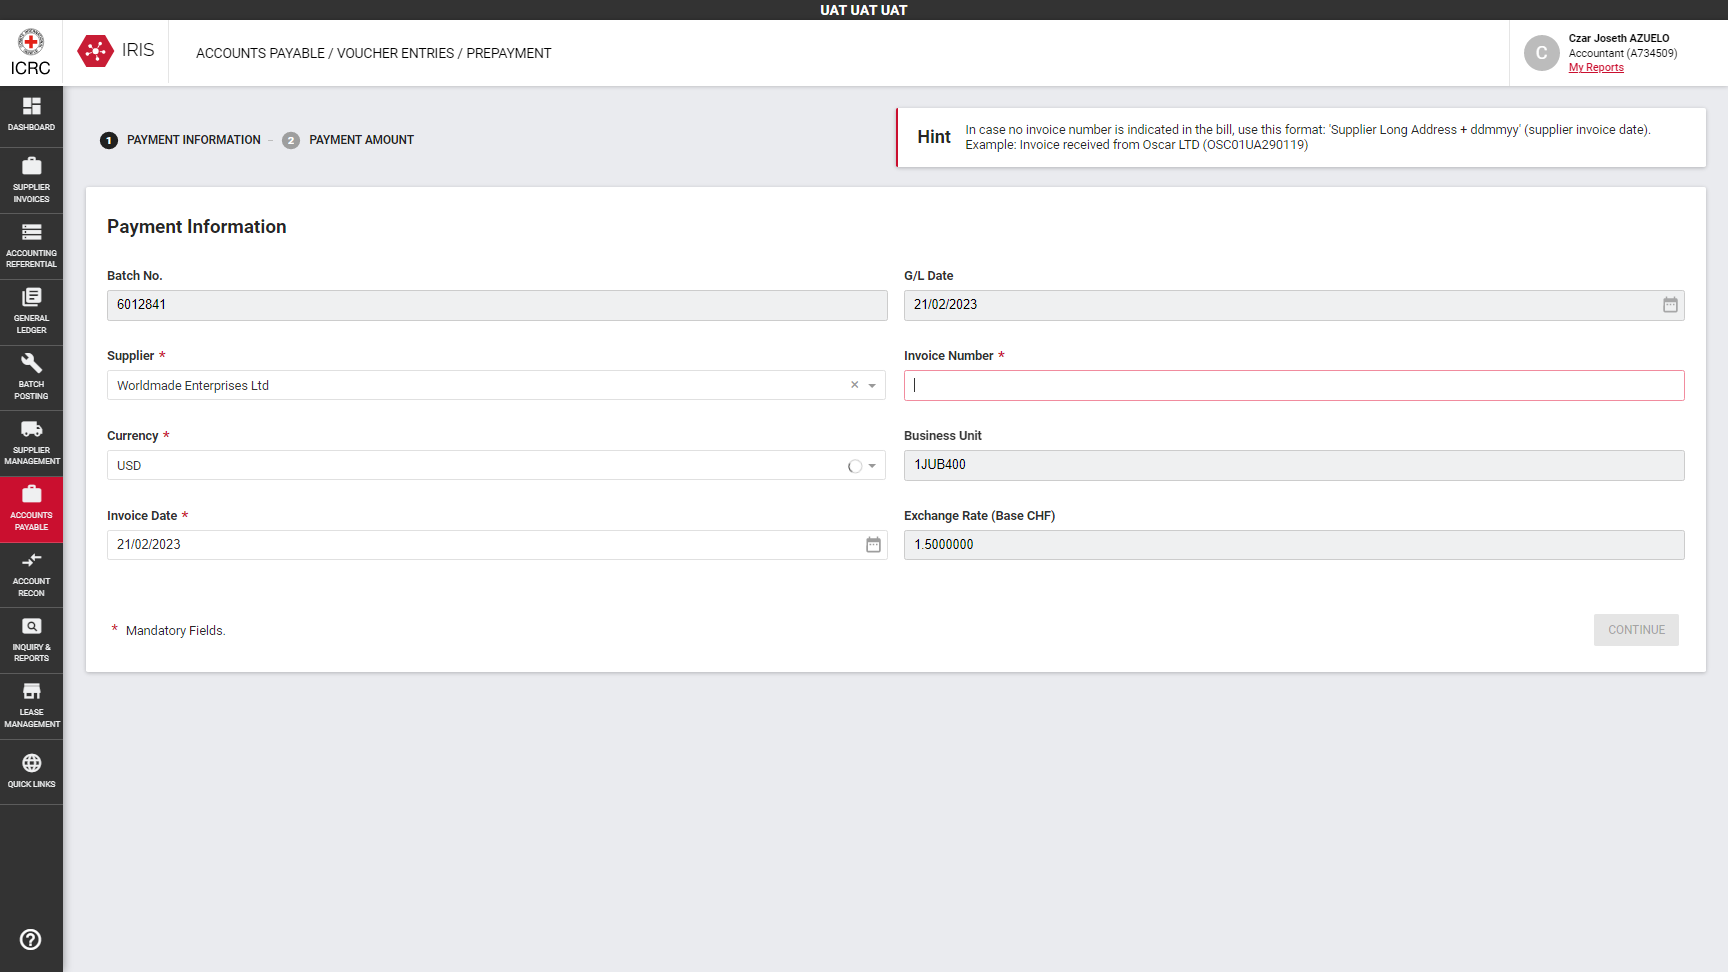 UAT UAT UAT
ICRC
IRIS
ACCOUNTS PAYABLE / VOUCHER ENTRIES / PREPAYMENT
C
Czar Joseth AZUELO
Accountant (A734509)
My Reports
DASHBOARD
SUPPLIER
INVOICES
ACCOUNTING
REFERENTIAL
GENERAL
LEDGER
BATCH
POSTING
SUPPLIER
MANAGEMENT
ACCOUNTS
PAYABLE
ACCOUNT
RECON
INQUIRY &
REPORTS
LEASE
MANAGEMENT
QUICK LINKS
1 PAYMENT INFORMATION – 2 PAYMENT AMOUNT
Hint
In case no invoice number is indicated in the bill, use this format: 'Supplier Long Address + ddmmyy' (supplier invoice date).
Example: Invoice received from Oscar LTD (OSC01UA290119)
Payment Information
Batch No.
6012841
G/L Date
21/02/2023
Supplier *
Worldmade Enterprises Ltd
Invoice Number *
Currency *
USD
Business Unit
1JUB400
Invoice Date *
21/02/2023
Exchange Rate (Base CHF)
1.5000000
* Mandatory Fields.
CONTINUE